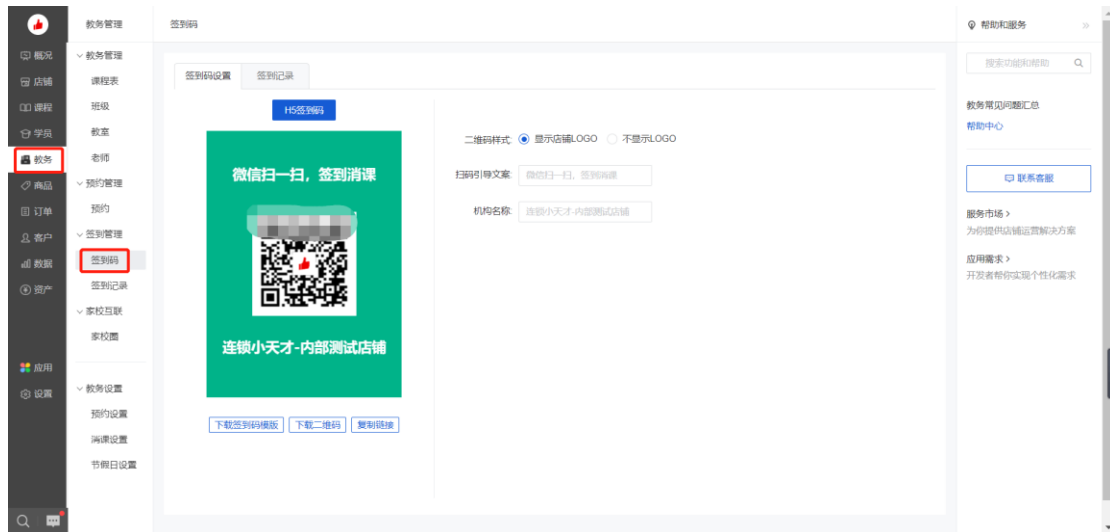 教务管理
签到码
帮助和服务
»
概况
店铺
课程
学员
教务
商品
订单
客户
数据
资产
应用
设置
教务管理
课程表
班级
教室
老师
预约管理
预约
签到管理
签到码
签到记录
家校互联
家校圈
教务设置
预约设置
消课设置
节假日设置
签到码设置
签到记录
H5签到码
微信扫一扫，签到消课
连锁小天才-内部测试店铺
下载签到码模版
下载二维码
复制链接
二维码样式: 显示店铺LOGO 不显示LOGO
扫码引导文案: 微信扫一扫，签到消课
机构名称: 连锁小天才-内部测试店铺
搜索功能和帮助
教务常见问题汇总
帮助中心
联系客服
服务市场 >
为你提供店铺运营解决方案
应用需求 >
开发者帮你实现个性化需求